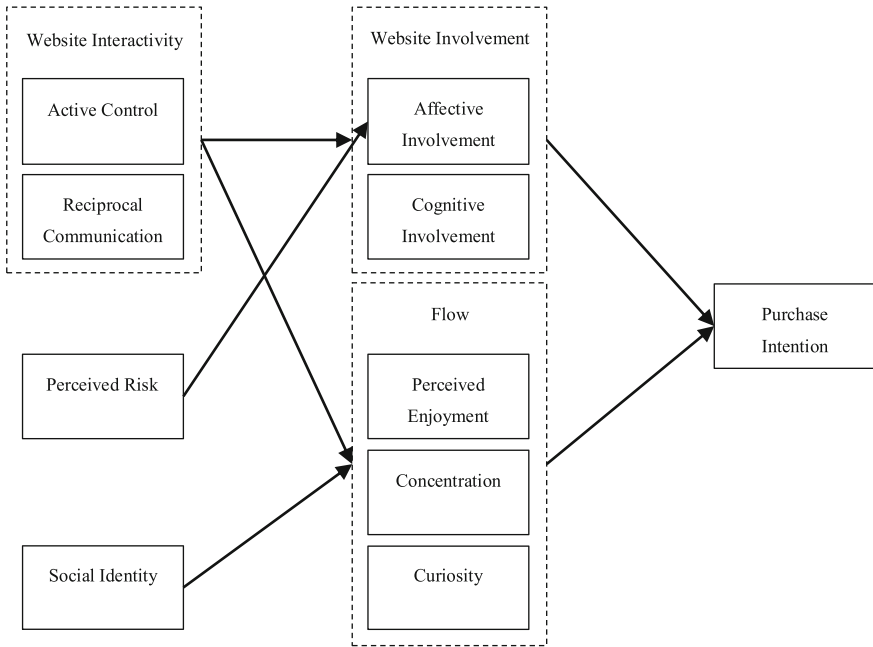 Website Interactivity
Active Control
Reciprocal
Communication
Perceived Risk
Social Identity
Website Involvement
Affective
Involvement
Cognitive
Involvement
Flow
Perceived
Enjoyment
Concentration
Curiosity
Purchase
Intention